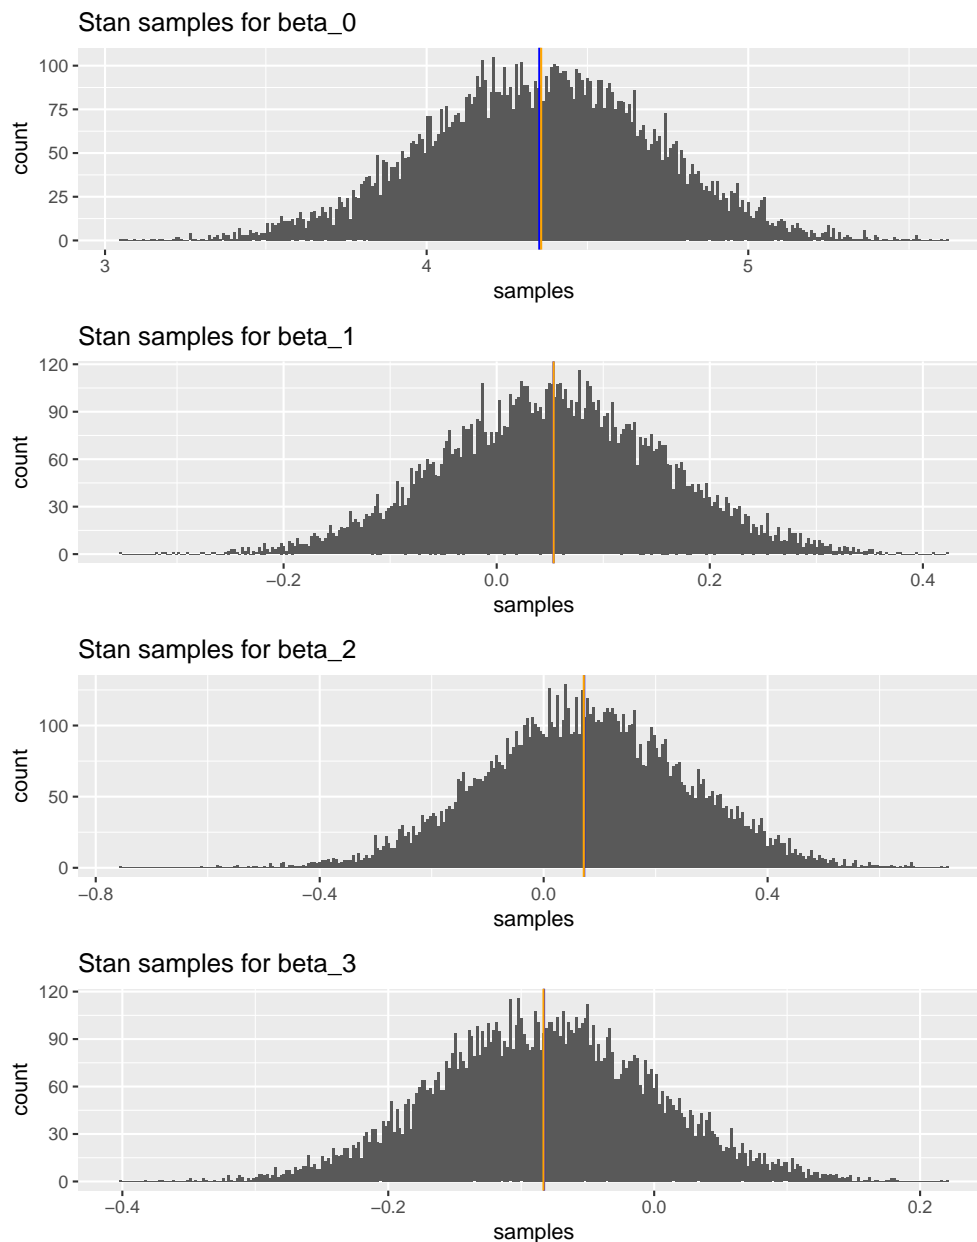 Stan samples for beta_0
100
75
50
25
0
count
3 4 5
samples
Stan samples for beta_1
120
90
60
30
0
count
−0.2 0.0 0.2 0.4
samples
Stan samples for beta_2
100
50
0
count
−0.8 −0.4 0.0 0.4
samples
Stan samples for beta_3
120
90
60
30
0
count
−0.4 −0.2 0.0 0.2
samples